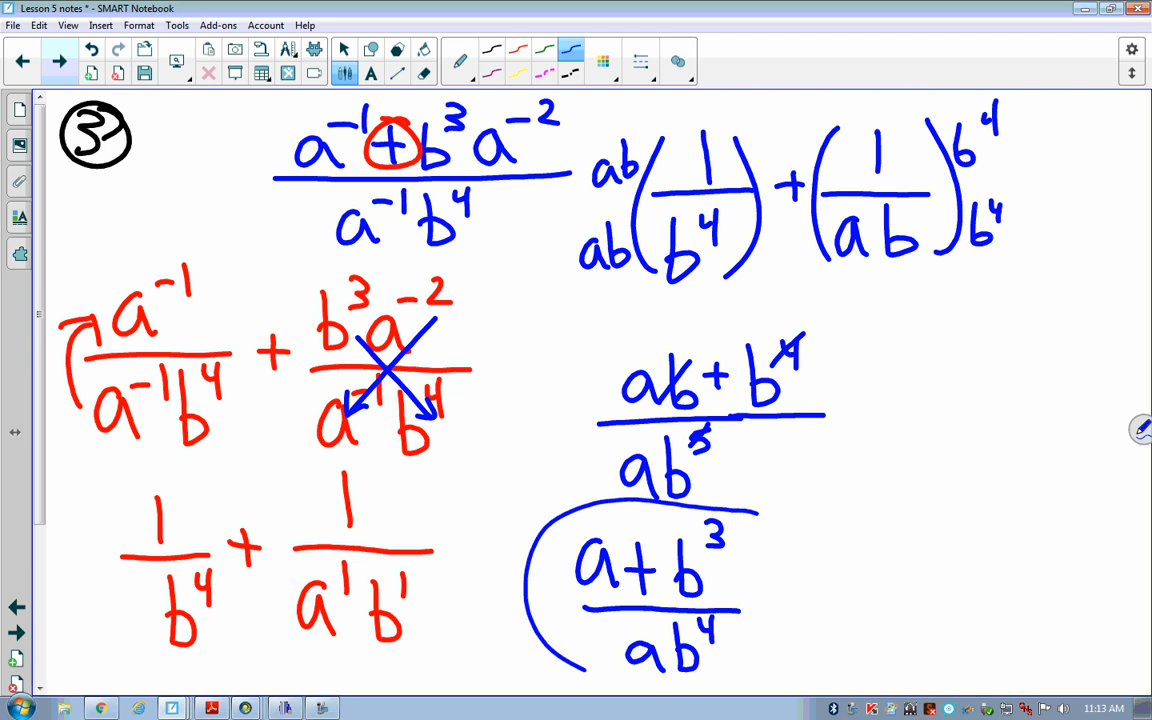 Lesson 5 notes * - SMART Notebook
File Edit View Insert Format Tools Add-ons Account Help
3
a⁻¹ + b³a⁻²
a⁻¹b⁴
ab(1/b⁴)ab + (1/ab)b⁴ b⁴
a⁻¹ + b³a⁻²
a⁻¹b⁴ a⁻¹b⁴
1 + 1
b⁴ a¹b¹
ab + b⁴
ab⁵
a + b³
ab⁴
11:13 AM